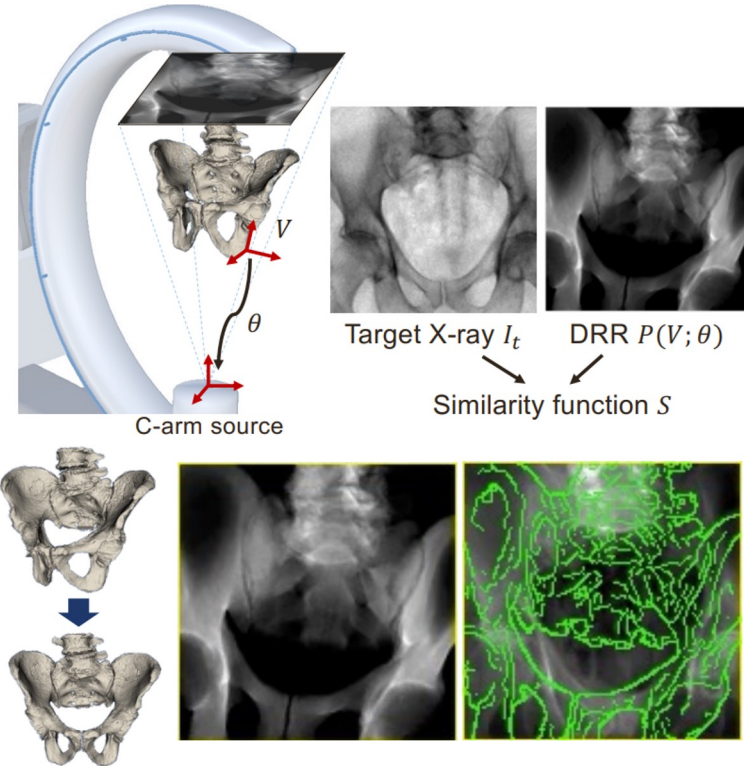 V
θ
C-arm source
Target X-ray I_t
DRR P(V; θ)
Similarity function S